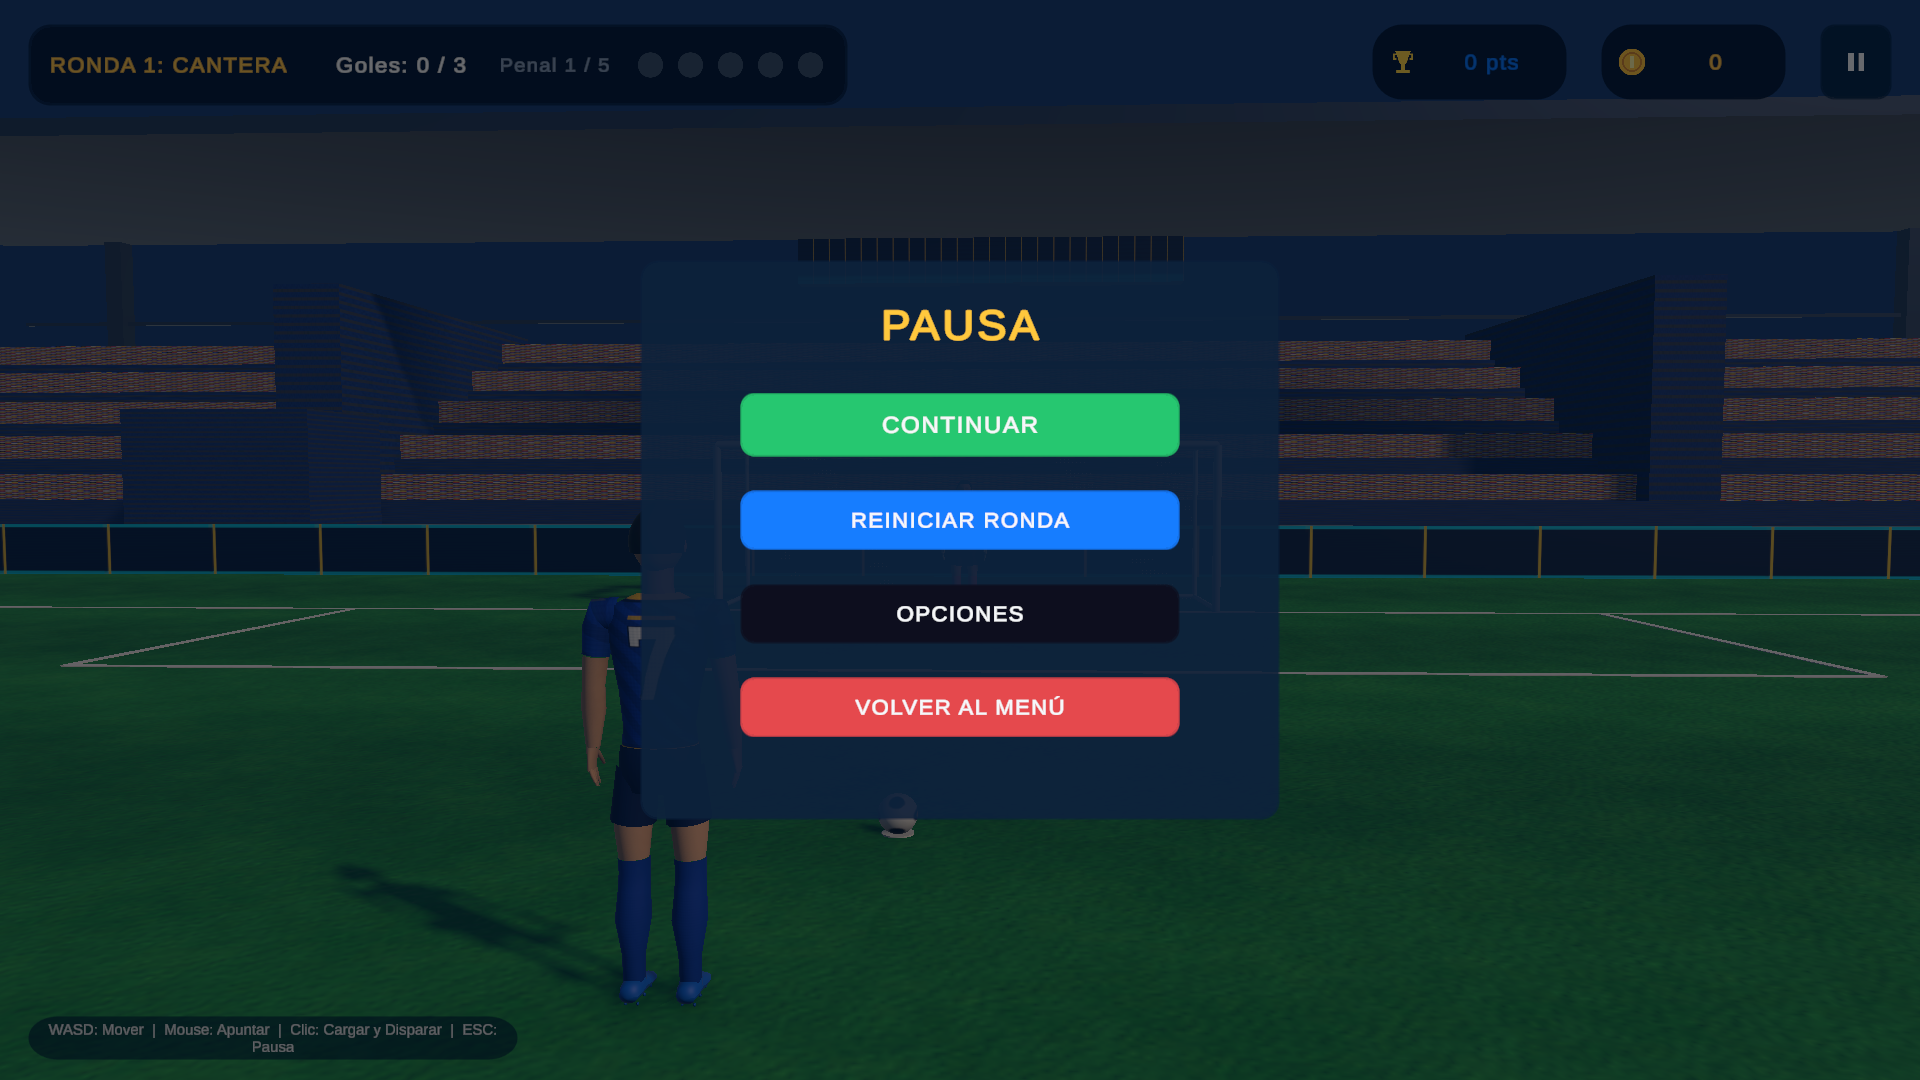 RONDA 1: CANTERA
Goles: 0 / 3
Penal 1 / 5
0 pts
0
PAUSA
CONTINUAR
REINICIAR RONDA
OPCIONES
VOLVER AL MENÚ
7
WASD: Mover | Mouse: Apuntar | Clic: Cargar y Disparar | ESC:
Pausa